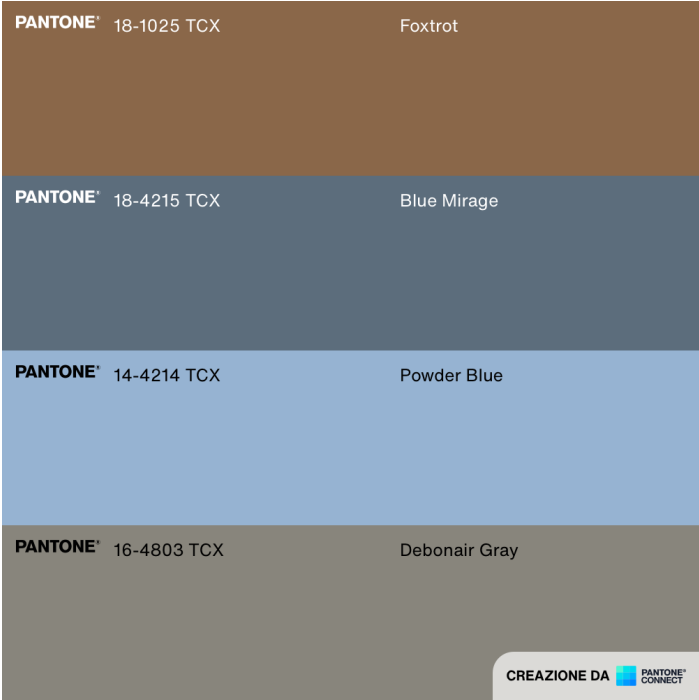 PANTONE® 18-1025 TCX Foxtrot
PANTONE® 18-4215 TCX Blue Mirage
PANTONE® 14-4214 TCX Powder Blue
PANTONE® 16-4803 TCX Debonair Gray
CREAZIONE DA PANTONE®
CONNECT